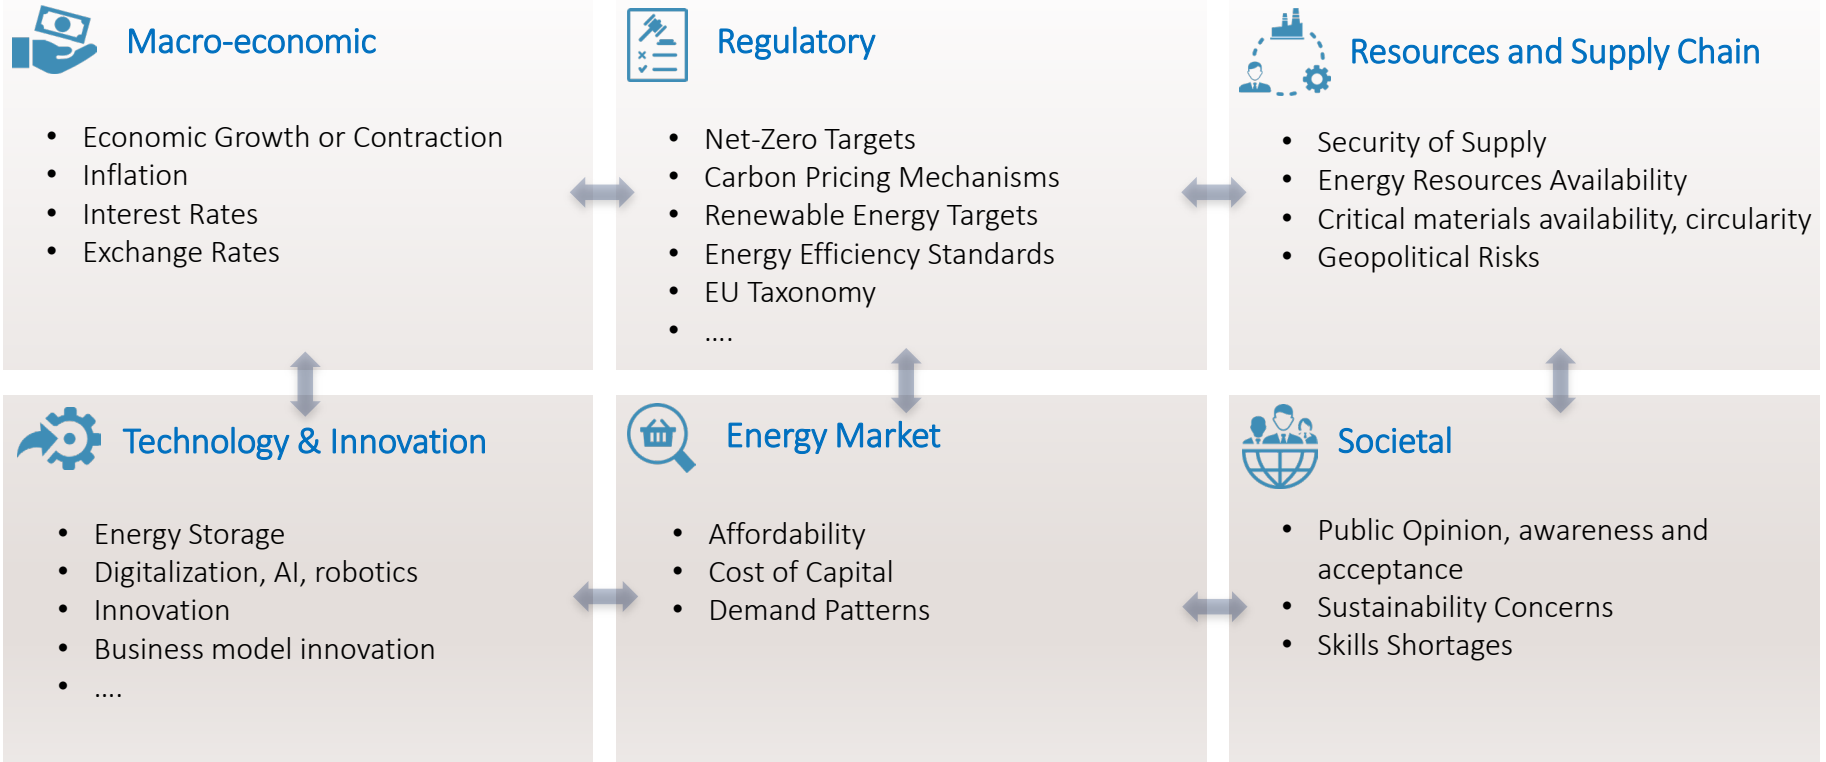 Macro-economic
• Economic Growth or Contraction
• Inflation
• Interest Rates
• Exchange Rates
Regulatory
• Net-Zero Targets
• Carbon Pricing Mechanisms
• Renewable Energy Targets
• Energy Efficiency Standards
• EU Taxonomy
• ....
Resources and Supply Chain
• Security of Supply
• Energy Resources Availability
• Critical materials availability, circularity
• Geopolitical Risks
Technology & Innovation
• Energy Storage
• Digitalization, AI, robotics
• Innovation
• Business model innovation
• ....
Energy Market
• Affordability
• Cost of Capital
• Demand Patterns
Societal
• Public Opinion, awareness and
acceptance
• Sustainability Concerns
• Skills Shortages